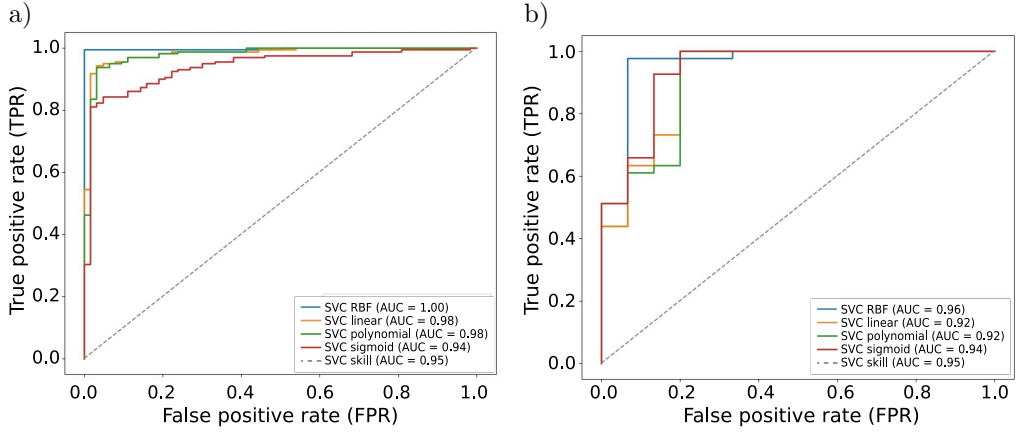 a)
True positive rate (TPR)
1.0
0.8
0.6
0.4
0.2
0.0
SVC RBF (AUC = 1.00)
SVC linear (AUC = 0.98)
SVC polynomial (AUC = 0.98)
SVC sigmoid (AUC = 0.94)
SVC skill (AUC = 0.95)
0.0 0.2 0.4 0.6 0.8 1.0
False positive rate (FPR)
b)
True positive rate (TPR)
1.0
0.8
0.6
0.4
0.2
0.0
SVC RBF (AUC = 0.96)
SVC linear (AUC = 0.92)
SVC polynomial (AUC = 0.92)
SVC sigmoid (AUC = 0.94)
SVC skill (AUC = 0.95)
0.0 0.2 0.4 0.6 0.8 1.0
False positive rate (FPR)